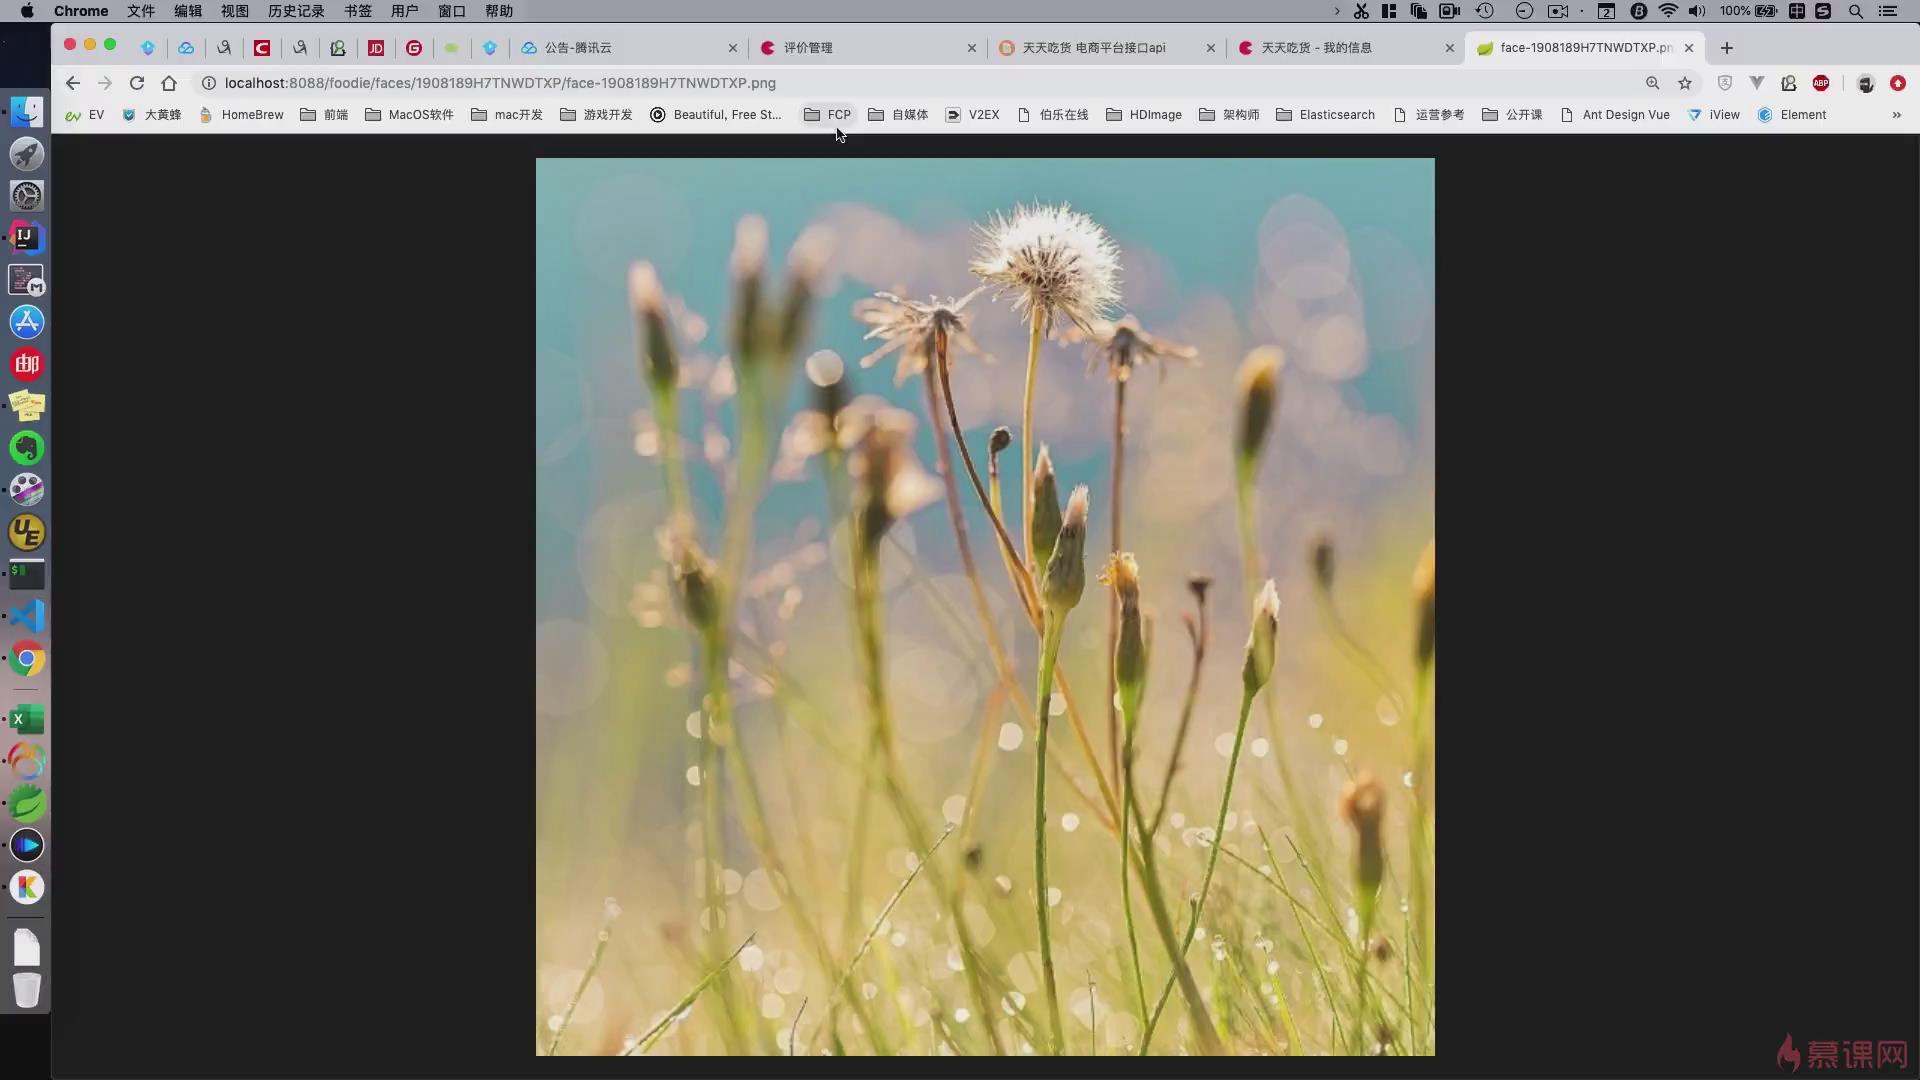 Chrome 文件 编辑 视图 历史记录 书签 用户 窗口 帮助 2 100%
公告-腾讯云 评价管理 天天吃货 电商平台接口api 天天吃货 - 我的信息 face-1908189H7TNWDTXP.pn
localhost:8088/foodie/faces/1908189H7TNWDTXP/face-1908189H7TNWDTXP.png ABP
EV 大黄蜂 HomeBrew 前端 MacOS软件 mac开发 游戏开发 Beautiful, Free St... FCP 自媒体 V2EX 伯乐在线 HDImage 架构师 Elasticsearch 运营参考 公开课 Ant Design Vue iView Element »
慕课网